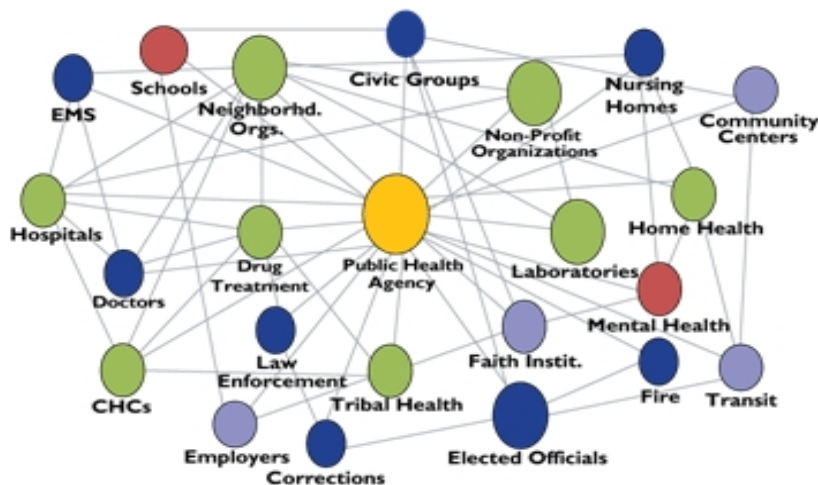 Civic Groups
Schools
EMS
Neighborhd.
Orgs.
Nursing
Homes
Non-Profit
Organizations
Community
Centers
Hospitals
Drug
Treatment
Public Health
Agency
Laboratories
Home Health
Doctors
Mental Health
Law
Enforcement
Faith Instit.
CHCs
Tribal Health
Fire
Transit
Employers
Corrections
Elected Officials